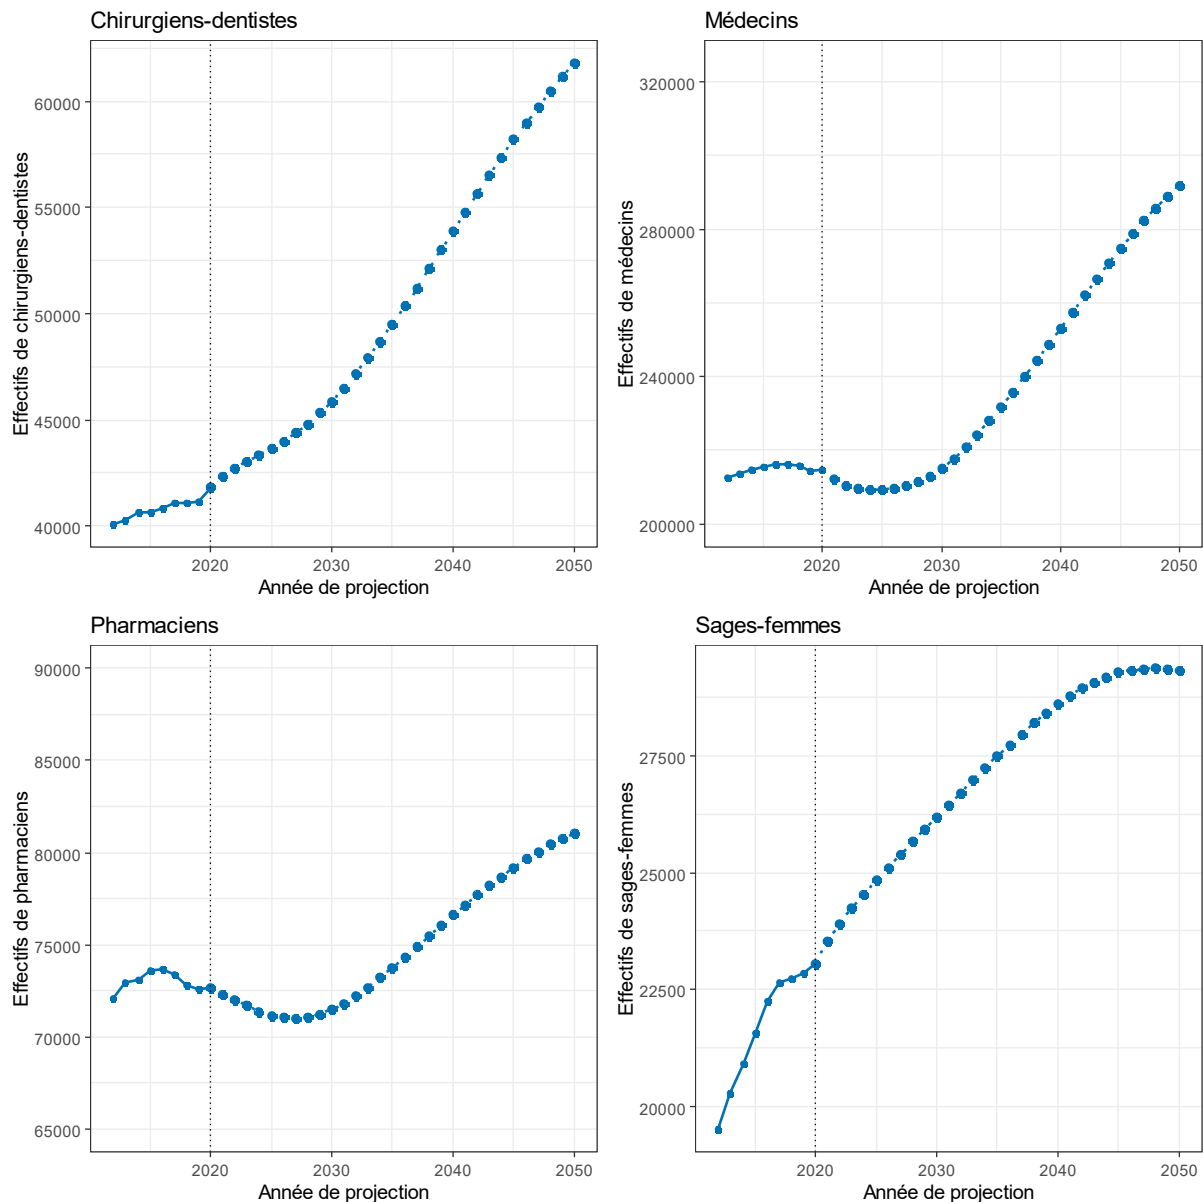 Chirurgiens-dentistes
Effectifs de chirurgiens-dentistes
60000
55000
50000
45000
40000
2020
2030
2040
2050
Année de projection
Médecins
Effectifs de médecins
320000
280000
240000
200000
2020
2030
2040
2050
Année de projection
Pharmaciens
Effectifs de pharmaciens
90000
85000
80000
75000
70000
65000
2020
2030
2040
2050
Année de projection
Sages-femmes
Effectifs de sages-femmes
27500
25000
22500
20000
2020
2030
2040
2050
Année de projection